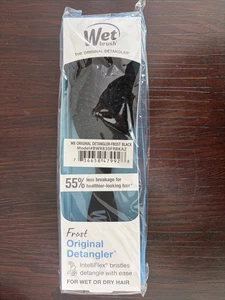 Wet
brush
THE ORIGINAL DETANGLER
WB ORIGINAL DETANGLER-FROST BLACK
55% less breakage for
healthier-looking hair
Frost
Original
Detangler
IntelliFlex bristles
detangle with ease
FOR WET OR DRY HAIR